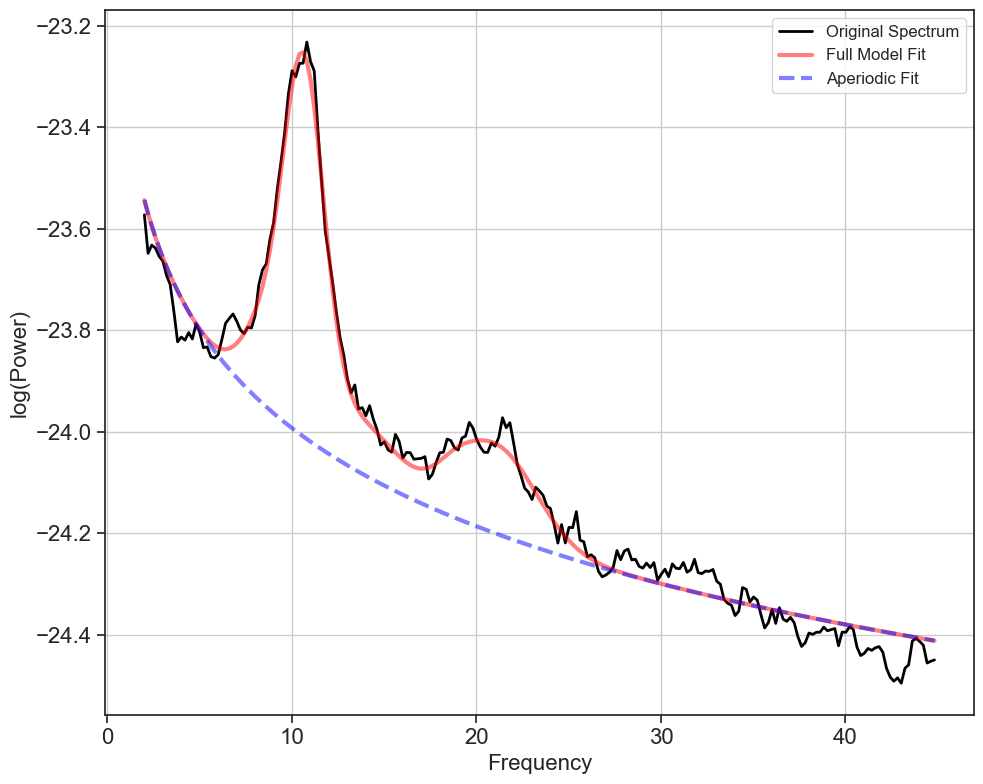 −23.2
−23.4
−23.6
−23.8
−24.0
−24.2
−24.4
log(Power)
Original Spectrum
Full Model Fit
Aperiodic Fit
0
10
20
30
40
Frequency